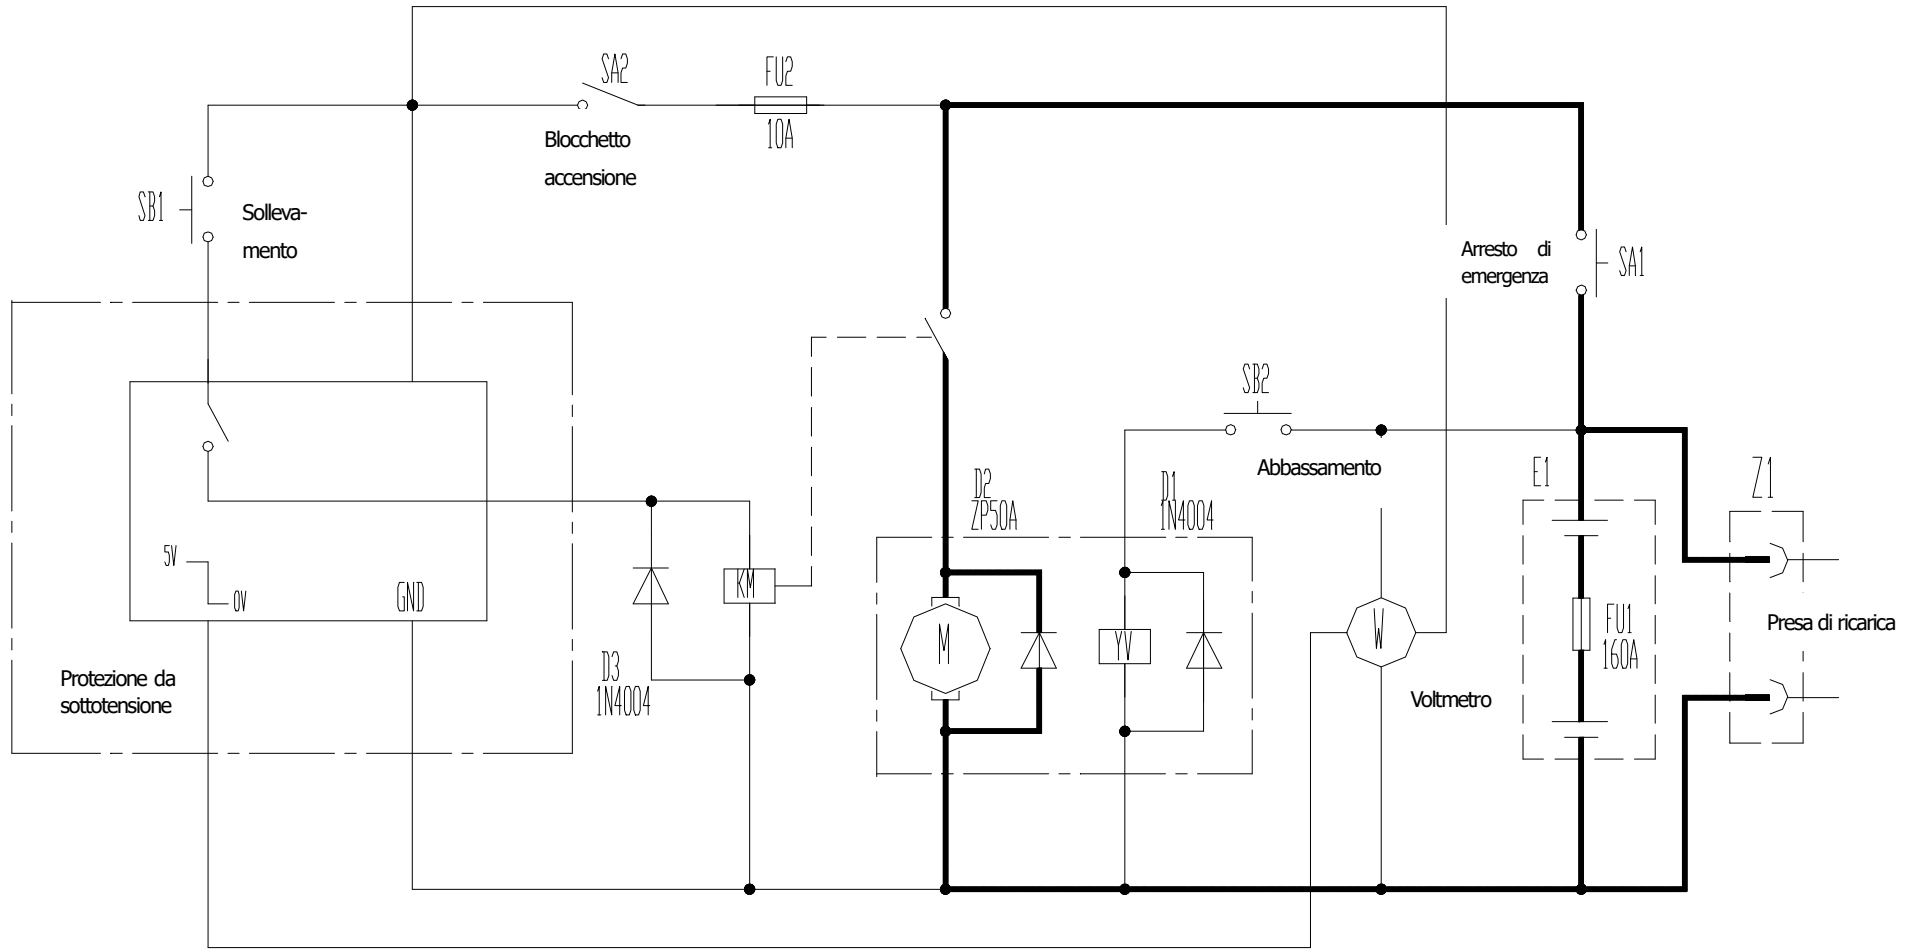 SA2
FU2
10A
Blocchetto
accensione
SB1
Solleva-
mento
Arresto di
emergenza
SA1
SB2
Abbassamento
E1
Z1
D2
ZP50A
D1
1N4004
5V
0V
GND
KM
M
YV
W
FU1
160A
Presa di ricarica
Protezione da
sottotensione
D3
1N4004
Voltmetro